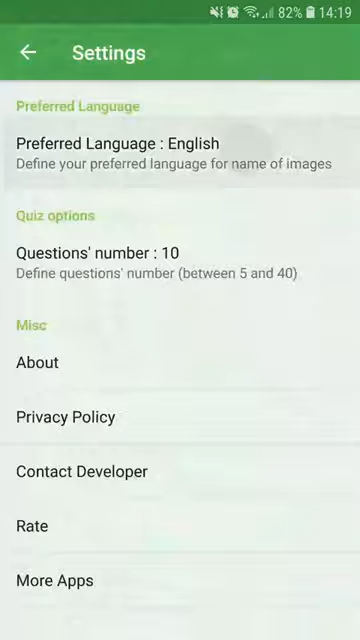 82% 14:19
Settings
Preferred Language
Preferred Language : English
Define your preferred language for name of images
Quiz options
Questions' number : 10
Define questions' number (between 5 and 40)
Misc
About
Privacy Policy
Contact Developer
Rate
More Apps